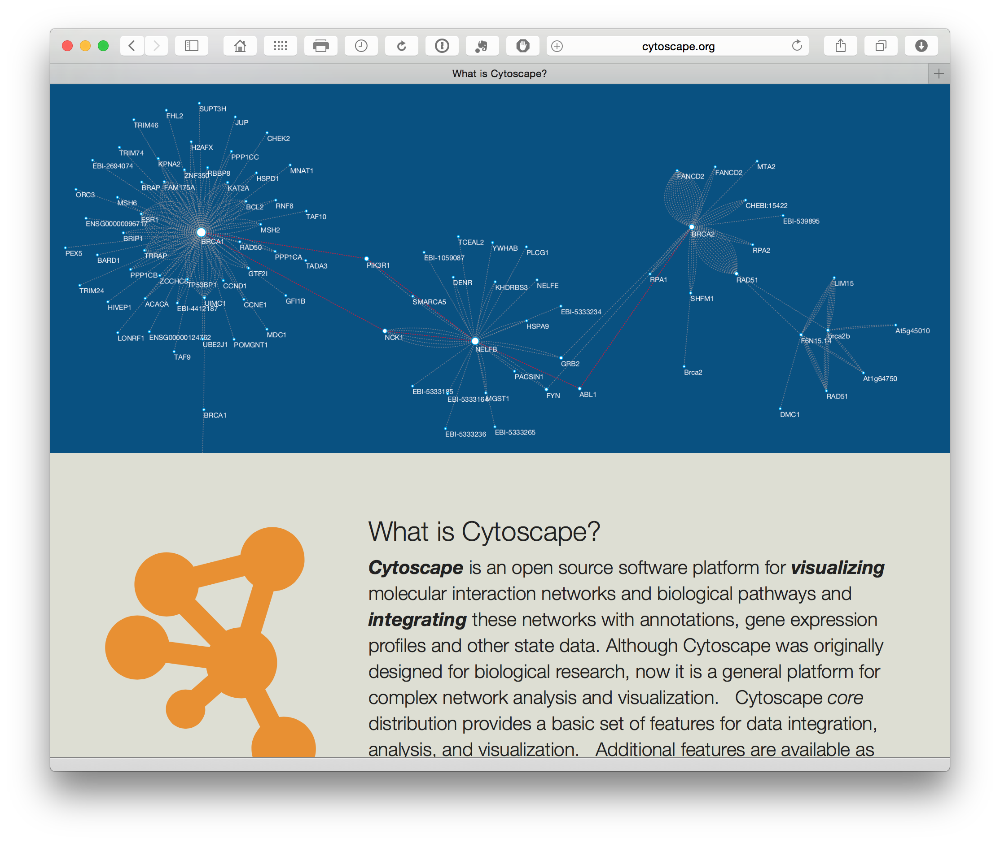 cytoscape.org
What is Cytoscape?
SUPT3H
FHL2
JUP
TRIM46
CHEK2
H2AFX
TRIM74
PPP1CC
KPNA2
EBI-2694074
MNAT1
ZNF350
RBBP8
HSPD1
BRAP
FAM175A
KAT2A
ORC3
MSH6
BCL2
RNF8
TAF10
ESR1
ENSG00000096717
MSH2
BRIP1
BRCA1
RAD50
PEX5
TRRAP
PPP1CA
BARD1
TADA3
PPP1CB
GTF2I
ZCCHC8
TP53BP1
CCND1
TRIM24
GFI1B
ACACA
UIMC1
CCNE1
HIVEP1
EBI-4412187
MDC1
LONRF1
ENSG00000124762
UBE2J1
POMGNT1
TAF9
BRCA1
PIK3R1
NCK1
TCEAL2
YWHAB
PLCG1
EBI-1059087
DENR
KHDRBS3
NELFE
SMARCA5
EBI-5333234
HSPA9
NELFB
GRB2
PACSIN1
EBI-5333185
EBI-5333164
MGST1
FYN
ABL1
EBI-5333236
EBI-5333265
MTA2
FANCD2
FANCD2
CHEBI:15422
EBI-539895
BRCA2
RPA2
RPA1
RAD51
SHFM1
LIM15
At5g45010
brca2b
F6N15.14
Brca2
At1g64750
RAD51
DMC1
What is Cytoscape?
Cytoscape is an open source software platform for visualizing
molecular interaction networks and biological pathways and
integrating these networks with annotations, gene expression
profiles and other state data. Although Cytoscape was originally
designed for biological research, now it is a general platform for
complex network analysis and visualization. Cytoscape core
distribution provides a basic set of features for data integration,
analysis, and visualization. Additional features are available as